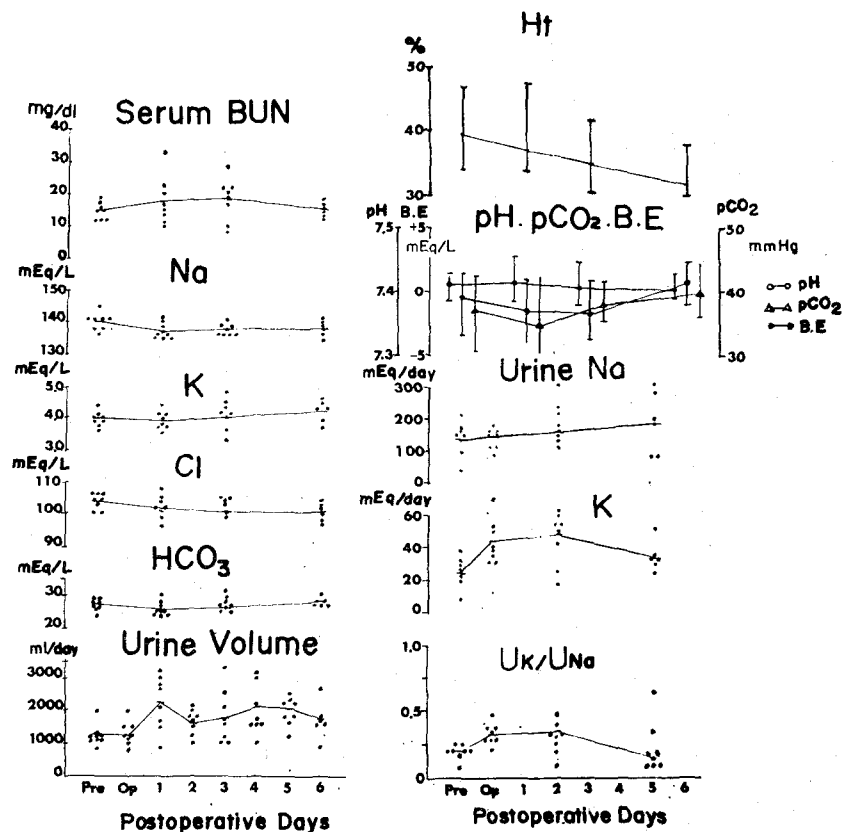 Serum BUN
mg/dl
40
30
20
10
0
mEq/L
Na
150
140
130
mEq/L
K
5.0
4.0
3.0
mEq/L
Cl
110
100
90
mEq/L
HCO3
30
20
ml/day
Urine Volume
3000
2000
1000
0
Pre Op 1 2 3 4 5 6
Postoperative Days
Ht
%
50
40
30
pH B.E
pH.pCO2.B.E
pCO2
7.5 +5 50
mEq/L mmHg
7.4 0 40
7.3 -5 30
pH
pCO2
B.E
mEq/day
Urine Na
300
200
100
0
mEq/day
K
60
40
20
0
UK/UNa
1.0
0.5
0
Pre Op 1 2 3 4 5 6
Postoperative Days